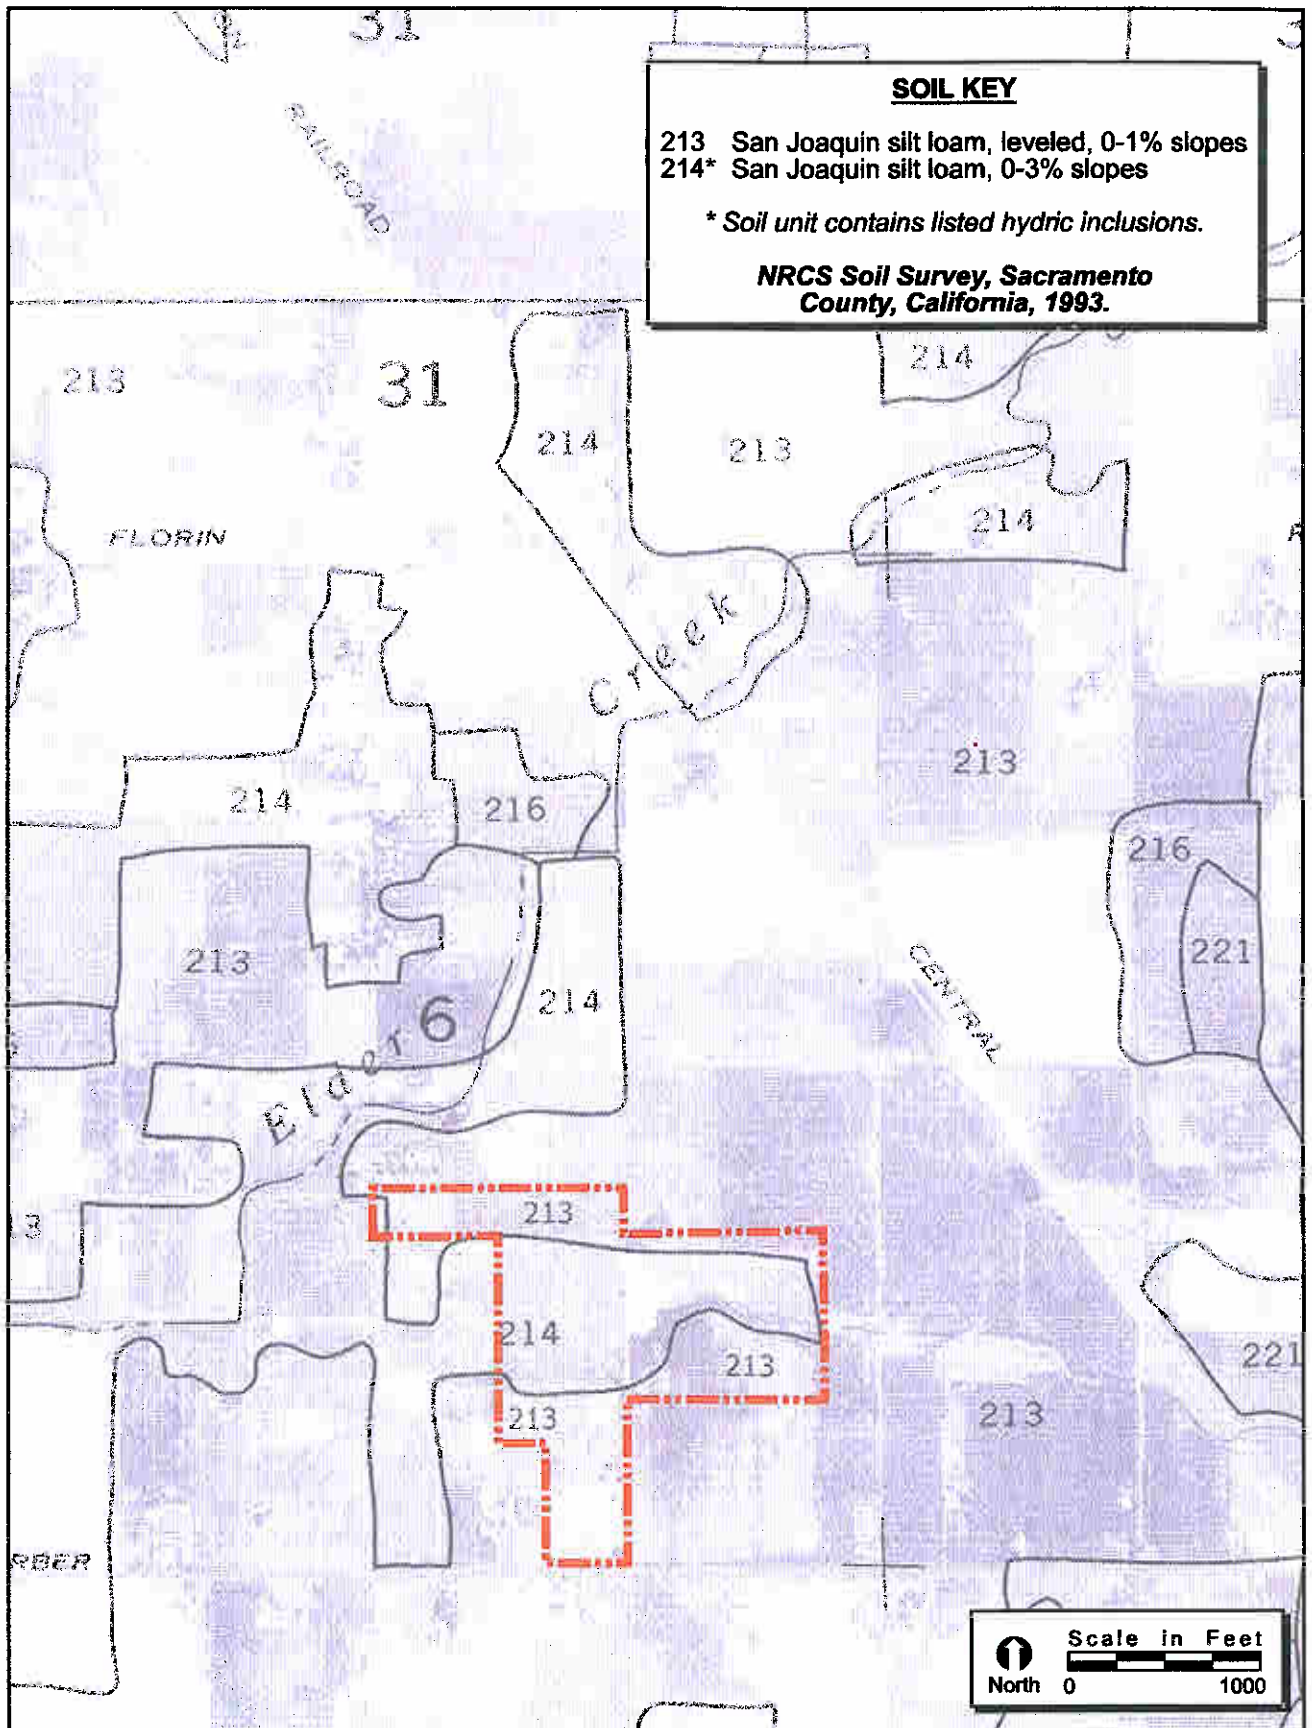 31
SOIL KEY
213 San Joaquin silt loam, leveled, 0-1% slopes
214* San Joaquin silt loam, 0-3% slopes
* Soil unit contains listed hydric inclusions.
NRCS Soil Survey, Sacramento
County, California, 1993.
RAILROAD
213
31
214
214
213
214
FLORIN
Creek
213
214
216
216
213
221
214
6
CENTRAL
Elder
213
214
213
221
213
213
RBER
Scale in Feet
North 0 1000